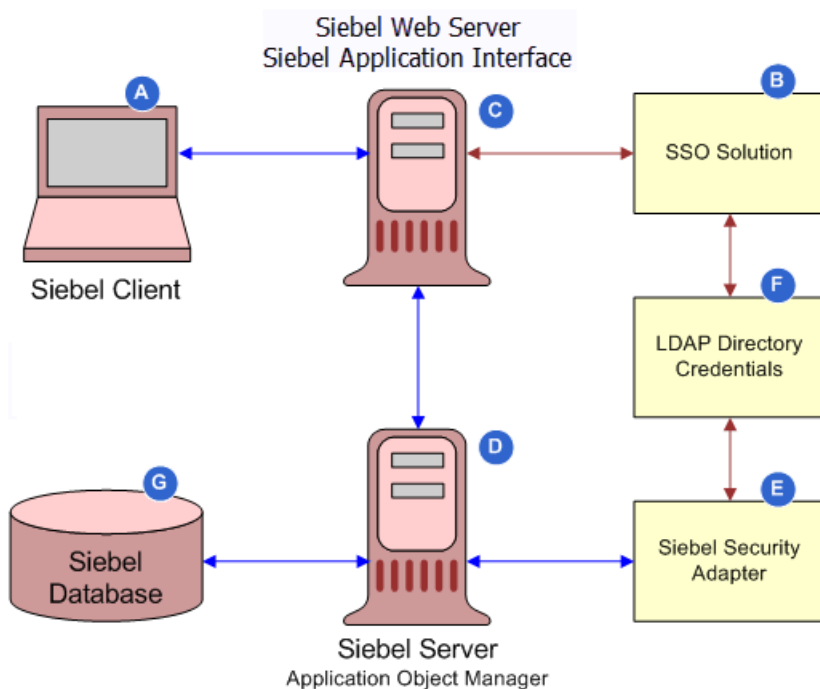 Siebel Web Server
Siebel Application Interface
A
B
C
SSO Solution
Siebel Client
F
LDAP Directory
Credentials
D
G
E
Siebel
Database
Siebel Security
Adapter
Siebel Server
Application Object Manager